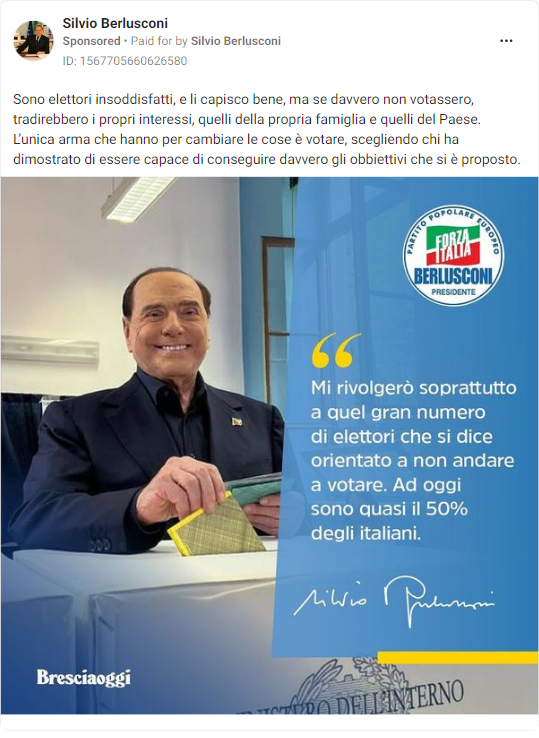 Silvio Berlusconi
Sponsored • Paid for by Silvio Berlusconi
ID: 1567705660626580
Sono elettori insoddisfatti, e li capisco bene, ma se davvero non votassero,
tradirebbero i propri interessi, quelli della propria famiglia e quelli del Paese.
L'unica arma che hanno per cambiare le cose è votare, scegliendo chi ha
dimostrato di essere capace di conseguire davvero gli obbiettivi che si è proposto.
PARTITO POPOLARE EUROPEO
FORZA
ITALIA
BERLUSCONI
PRESIDENTE
“
Mi rivolgerò soprattutto
a quel gran numero
di elettori che si dice
orientato a non andare
a votare. Ad oggi
sono quasi il 50%
degli italiani.
Silvio Berlusconi
Bresciaoggi
MINISTERO DELL'INTERNO